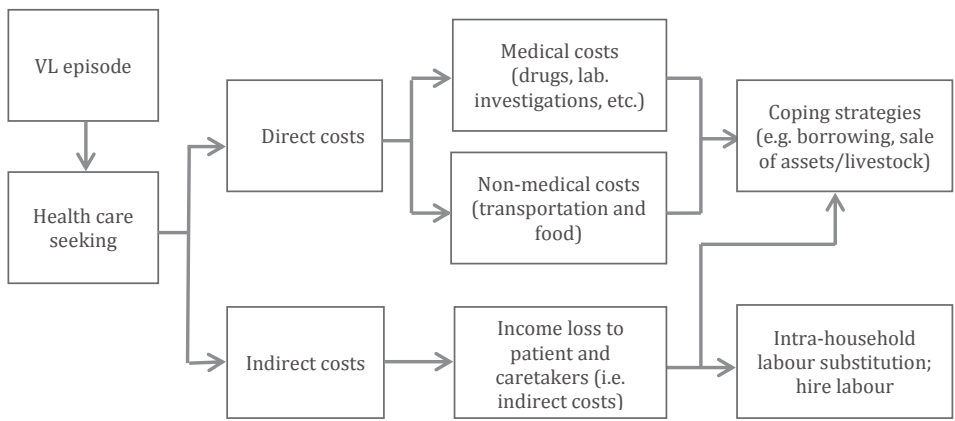 VL episode
Health care
seeking
Direct costs
Indirect costs
Medical costs
(drugs, lab.
investigations, etc.)
Non-medical costs
(transportation and
food)
Income loss to
patient and
caretakers (i.e.
indirect costs)
Coping strategies
(e.g. borrowing, sale
of assets/livestock)
Intra-household
labour substitution;
hire labour